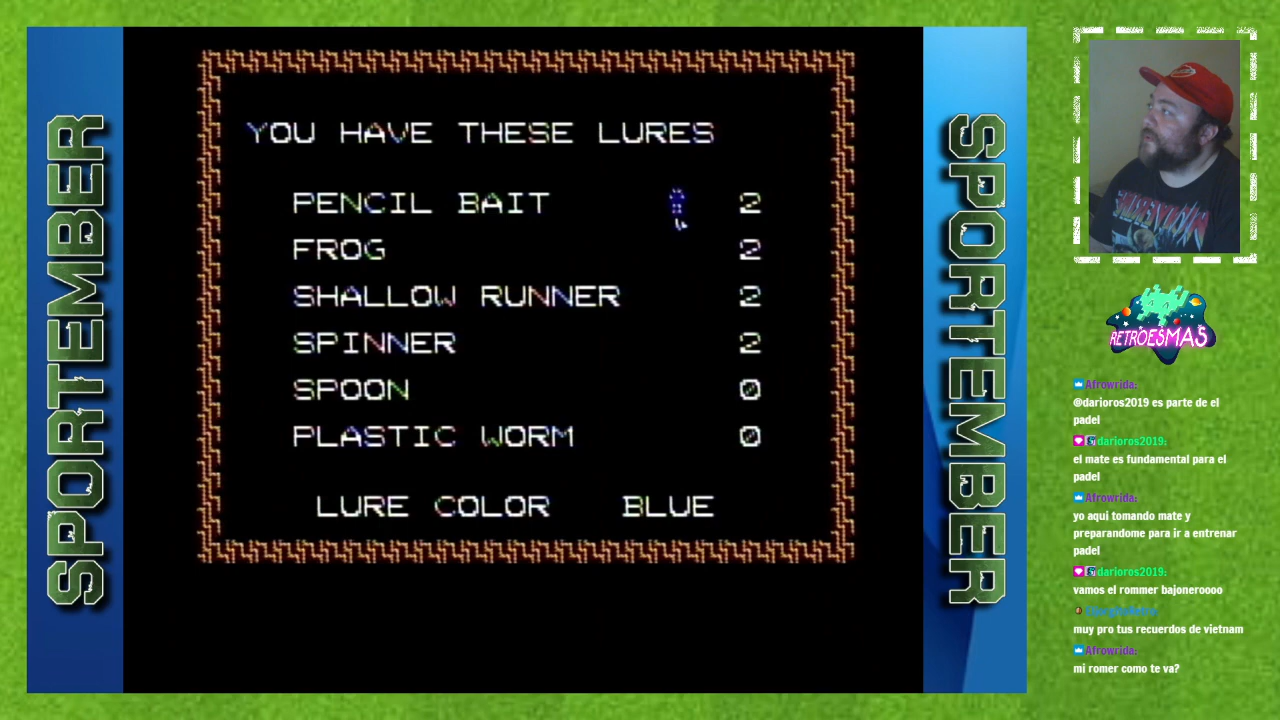 SPORTEMBER
YOU HAVE THESE LURES
PENCIL BAIT 2
FROG 2
SHALLOW RUNNER 2
SPINNER 2
SPOON 0
PLASTIC WORM 0
LURE COLOR BLUE
SPORTEMBER
RETROESMAS
Afrowrida:
@darioros2019 es parte de el
padel
darioros2019:
el mate es fundamental para el
padel
Afrowrida:
yo aqui tomando mate y
preparandome para ir a entrenar
padel
darioros2019:
vamos el rommer bajoneroooo
muy pro tus recuerdos de vietnam
Afrowrida:
mi romer como te va?